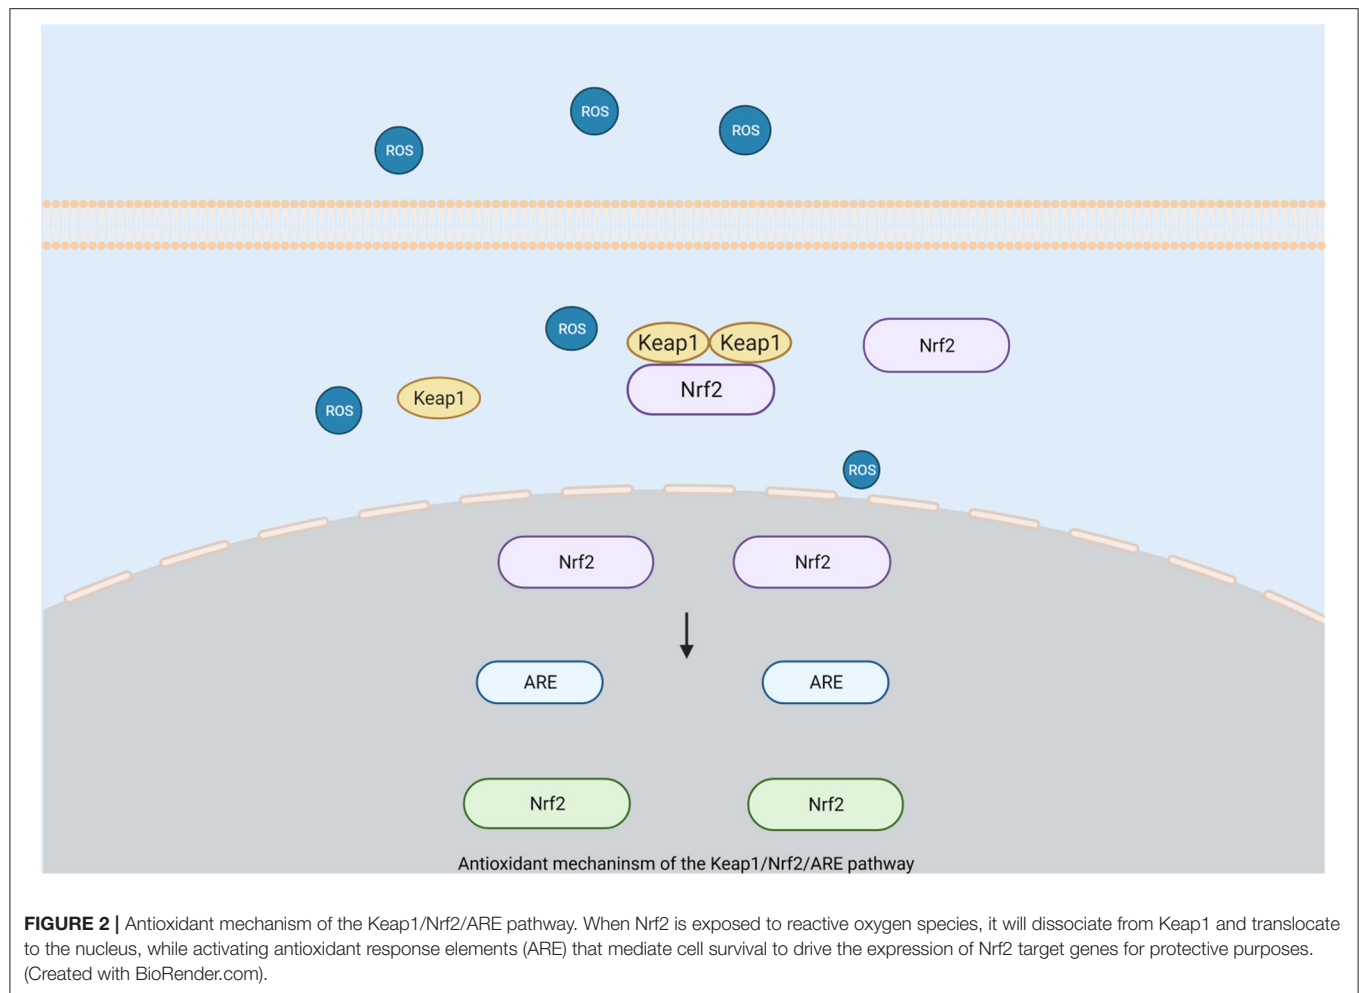 ROS
ROS
ROS
ROS
Keap1 Keap1
Nrf2
Nrf2
ROS
Keap1
ROS
Nrf2
Nrf2
ARE
ARE
Nrf2
Nrf2
Antioxidant mechaninsm of the Keap1/Nrf2/ARE pathway
FIGURE 2 | Antioxidant mechanism of the Keap1/Nrf2/ARE pathway. When Nrf2 is exposed to reactive oxygen species, it will dissociate from Keap1 and translocate
to the nucleus, while activating antioxidant response elements (ARE) that mediate cell survival to drive the expression of Nrf2 target genes for protective purposes.
(Created with BioRender.com).